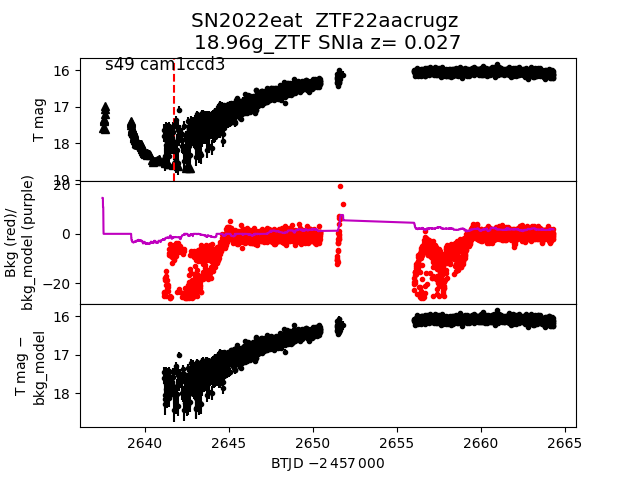 SN2022eat  ZTF22aacrugz
18.96g_ZTF SNIa z= 0.027
s49 cam1ccd3
T mag
16
17
18
19
Bkg (red)/
bkg_model (purple)
20
0
−20
T mag −
bkg_model
16
17
18
2640
2645
2650
2655
2660
2665
BTJD −2 457 000